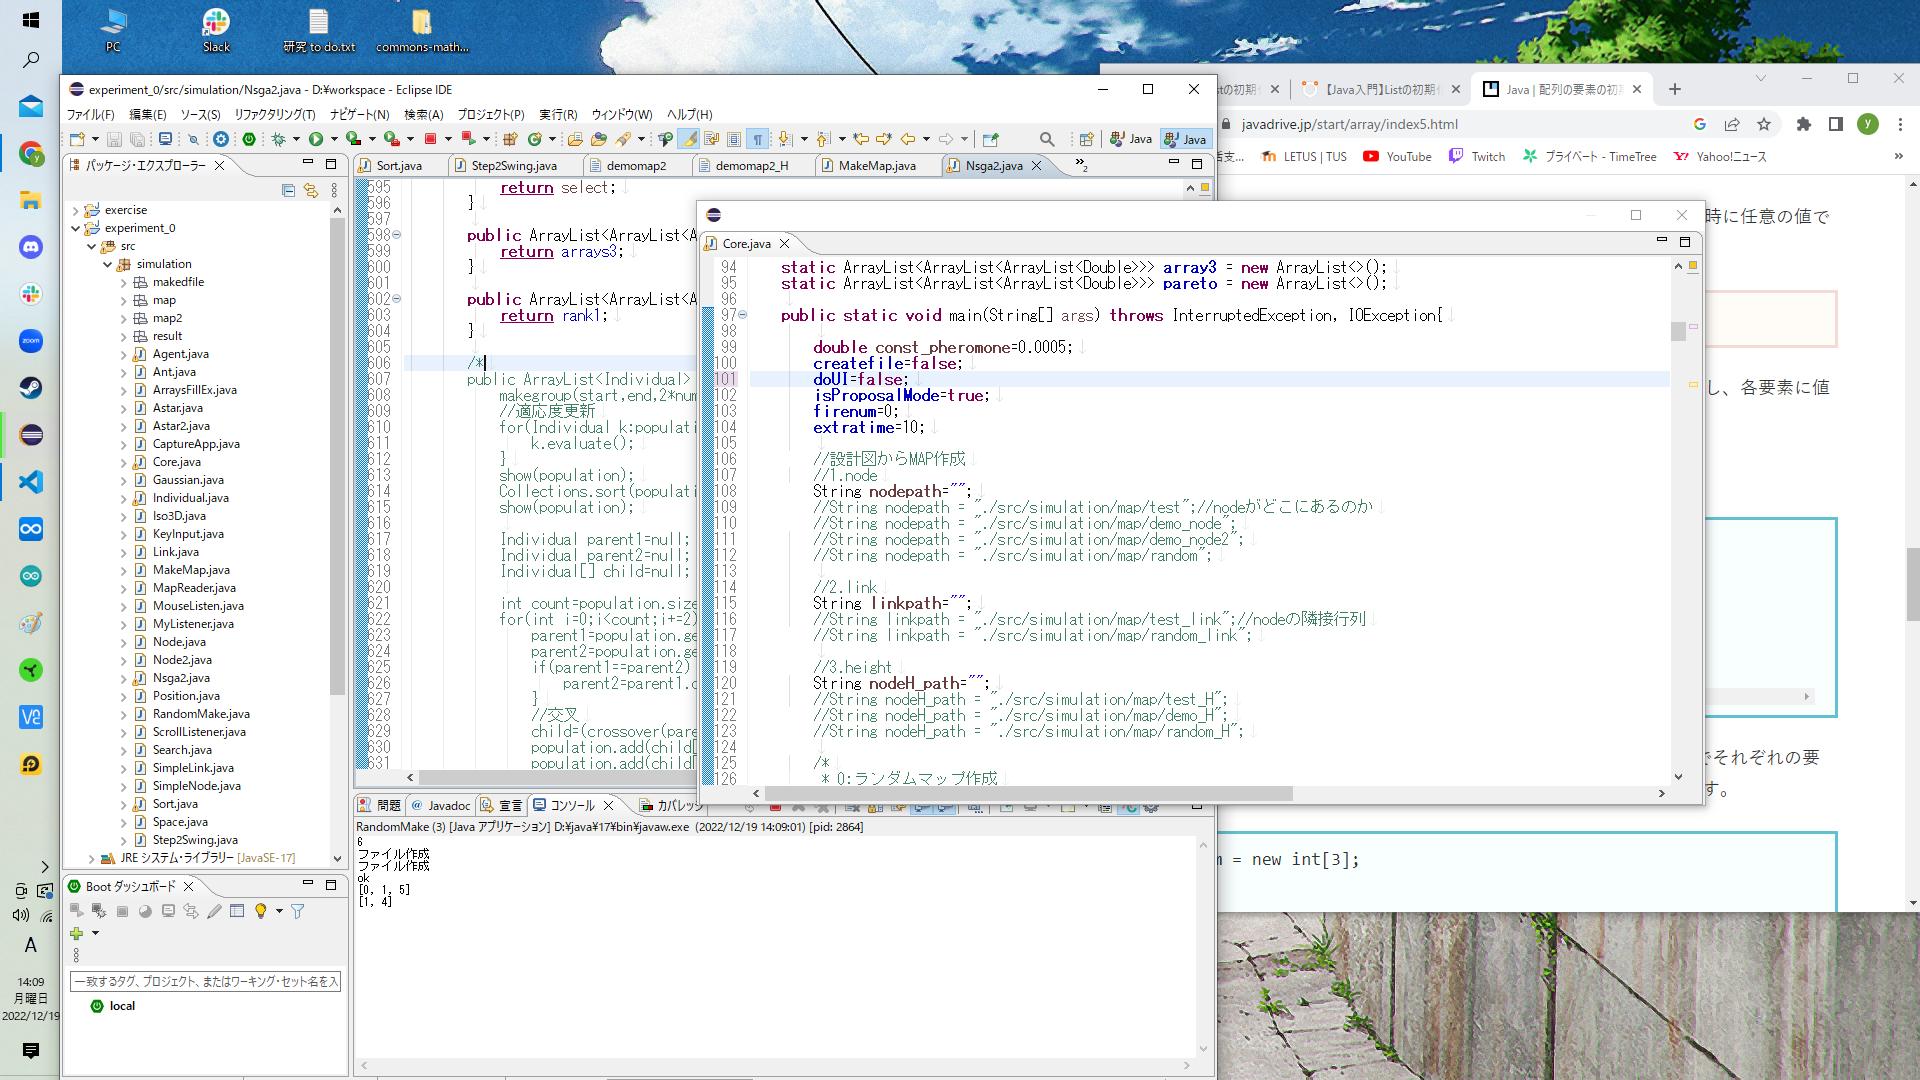 PC
Slack
研究 to do.txt
commons-math...
experiment_0/src/simulation/Nsga2.java - D:¥workspace - Eclipse IDE
ファイル(F) 編集(E) ソース(S) リファクタリング(T) ナビゲート(N) 検索(A) プロジェクト(P) 実行(R) ウィンドウ(W) ヘルプ(H)
Java
Java
パッケージ・エクスプローラー
exercise
experiment_0
src
simulation
makedfile
map
map2
result
Agent.java
Ant.java
ArraysFillEx.java
Astar.java
Astar2.java
CaptureApp.java
Core.java
Gaussian.java
Individual.java
Iso3D.java
KeyInput.java
Link.java
MakeMap.java
MapReader.java
MouseListen.java
MyListener.java
Node.java
Node2.java
Nsga2.java
Position.java
RandomMake.java
ScrollListener.java
Search.java
SimpleLink.java
SimpleNode.java
Sort.java
Space.java
Step2Swing.java
JRE システム・ライブラリー [JavaSE-17]
Boot ダッシュボード
一致するタグ、プロジェクト、またはワーキング・セット名を入
local
Sort.java Step2Swing.java demomap2 demomap2_H MakeMap.java Nsga2.java
595 return select;
596 }
597
598 public ArrayList<ArrayList<A
599 return arrays3;
600 }
601
602 public ArrayList<ArrayList<A
603 return rank1;
604 }
605
606 /*
607 public ArrayList<Individual>
608 makegroup(start,end,2*num
609 //適応度更新
610 for(Individual k:populati
611 k.evaluate();
612 }
613 show(population);
614 Collections.sort(populati
615 show(population);
616
617 Individual parent1=null;
618 Individual parent2=null;
619 Individual[] child=null;
620
621 int count=population.size
622 for(int i=0;i<count;i+=2)
623 parent1=population.ge
624 parent2=population.ge
625 if(parent1==parent2)
626 parent2=parent1.c
627 }
628 //交叉
629 child=(crossover(pare
630 population.add(child[
631 population.add(child[
Core.java
94 static ArrayList<ArrayList<ArrayList<Double>>> array3 = new ArrayList<>();
95 static ArrayList<ArrayList<ArrayList<Double>>> pareto = new ArrayList<>();
96
97 public static void main(String[] args) throws InterruptedException, IOException{
98
99 double const_pheromone=0.0005;
100 createfile=false;
101 doUI=false;
102 isProposalMode=true;
103 firenum=0;
104 extratime=10;
105
106 //設計図からMAP作成
107 //1.node
108 String nodepath="";
109 //String nodepath = "./src/simulation/map/test";//nodeがどこにあるのか
110 //String nodepath = "./src/simulation/map/demo_node";
111 //String nodepath = "./src/simulation/map/demo_node2";
112 //String nodepath = "./src/simulation/map/random";
113
114 //2.link
115 String linkpath="";
116 //String linkpath = "./src/simulation/map/test_link";//nodeの隣接行列
117 //String linkpath = "./src/simulation/map/random_link";
118
119 //3.height
120 String nodeH_path="";
121 //String nodeH_path = "./src/simulation/map/test_H";
122 //String nodeH_path = "./src/simulation/map/demo_H";
123 //String nodeH_path = "./src/simulation/map/random_H";
124
125 /*
126 * 0:ランダムマップ作成
問題 Javadoc 宣言 コンソール カバレッジ
RandomMake (3) [Java アプリケーション] D:¥java¥17¥bin¥javaw.exe (2022/12/19 14:09:01) [pid: 2864]
6
ファイル作成
ファイル作成
ok
[0, 1, 5]
[1, 4]
stの初期化
【Java入門】Listの初期
Java | 配列の要素の初期
javadrive.jp/start/array/index5.html
y
LETUS | TUS YouTube Twitch プライベート - TimeTree Yahoo!ニュース
時に任意の値で
し、各要素に値
でそれぞれの要
す。
= new int[3];
zoom
A
14:09
月曜日
2022/12/19